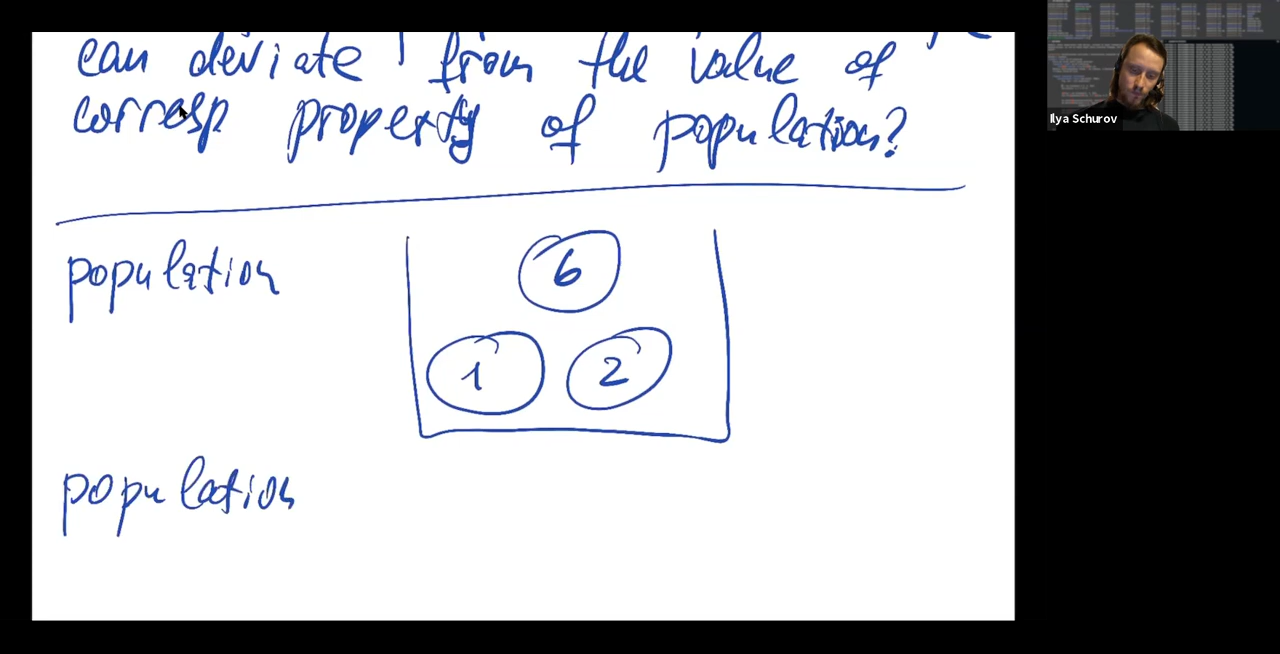 can deviate from the value of
corresp property of population?
Ilya Schurov
population
6
1 2
population